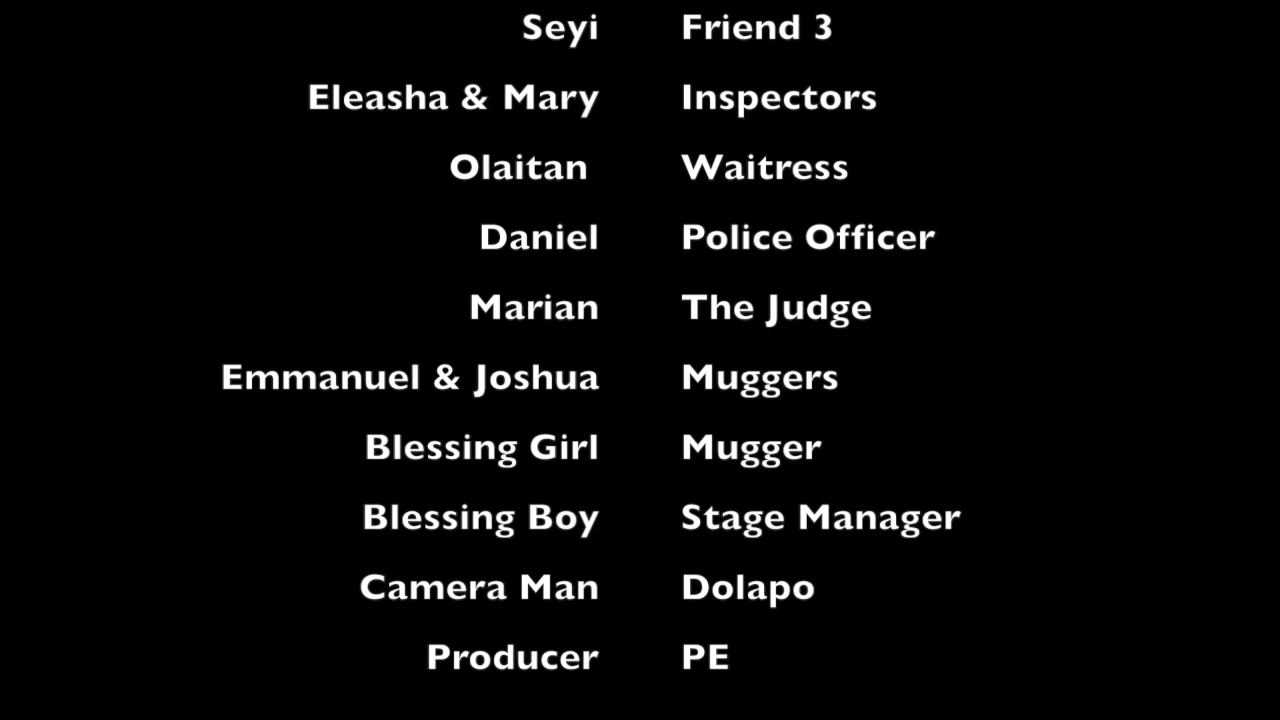 Seyi Friend 3
Eleasha & Mary Inspectors
Olaitan Waitress
Daniel Police Officer
Marian The Judge
Emmanuel & Joshua Muggers
Blessing Girl Mugger
Blessing Boy Stage Manager
Camera Man Dolapo
Producer PE